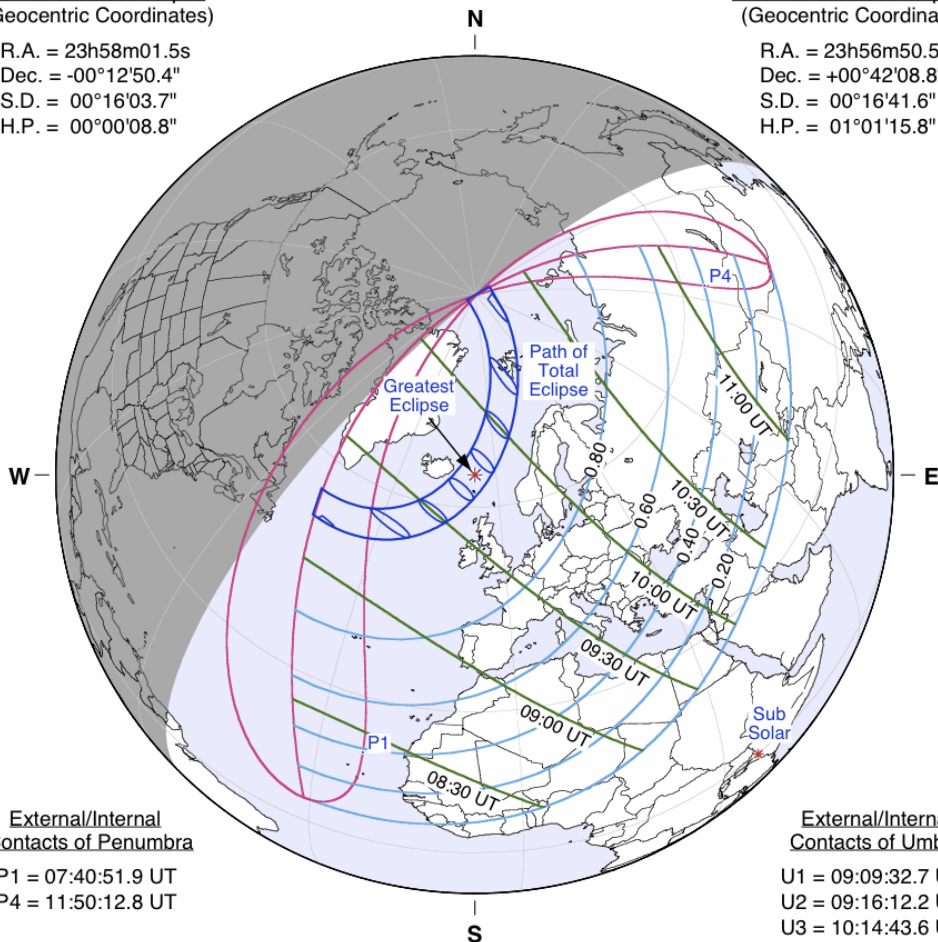 Geocentric Coordinates)
R.A. = 23h58m01.5s
Dec. = -00°12'50.4"
S.D. = 00°16'03.7"
H.P. = 00°00'08.8"
N
(Geocentric Coordina
R.A. = 23h56m50.5
Dec. = +00°42'08.8
S.D. = 00°16'41.6"
H.P. = 01°01'15.8"
P4
Path of
Total
Eclipse
Greatest
Eclipse
11:00 UT
W
E
0.80
0.60
0.40
0.20
10:30 UT
10:00 UT
09:30 UT
09:00 UT
08:30 UT
P1
Sub
Solar
External/Internal
Contacts of Penumbra
P1 = 07:40:51.9 UT
P4 = 11:50:12.8 UT
External/Interna
Contacts of Umb
U1 = 09:09:32.7 U
U2 = 09:16:12.2 U
U3 = 10:14:43.6 U
S